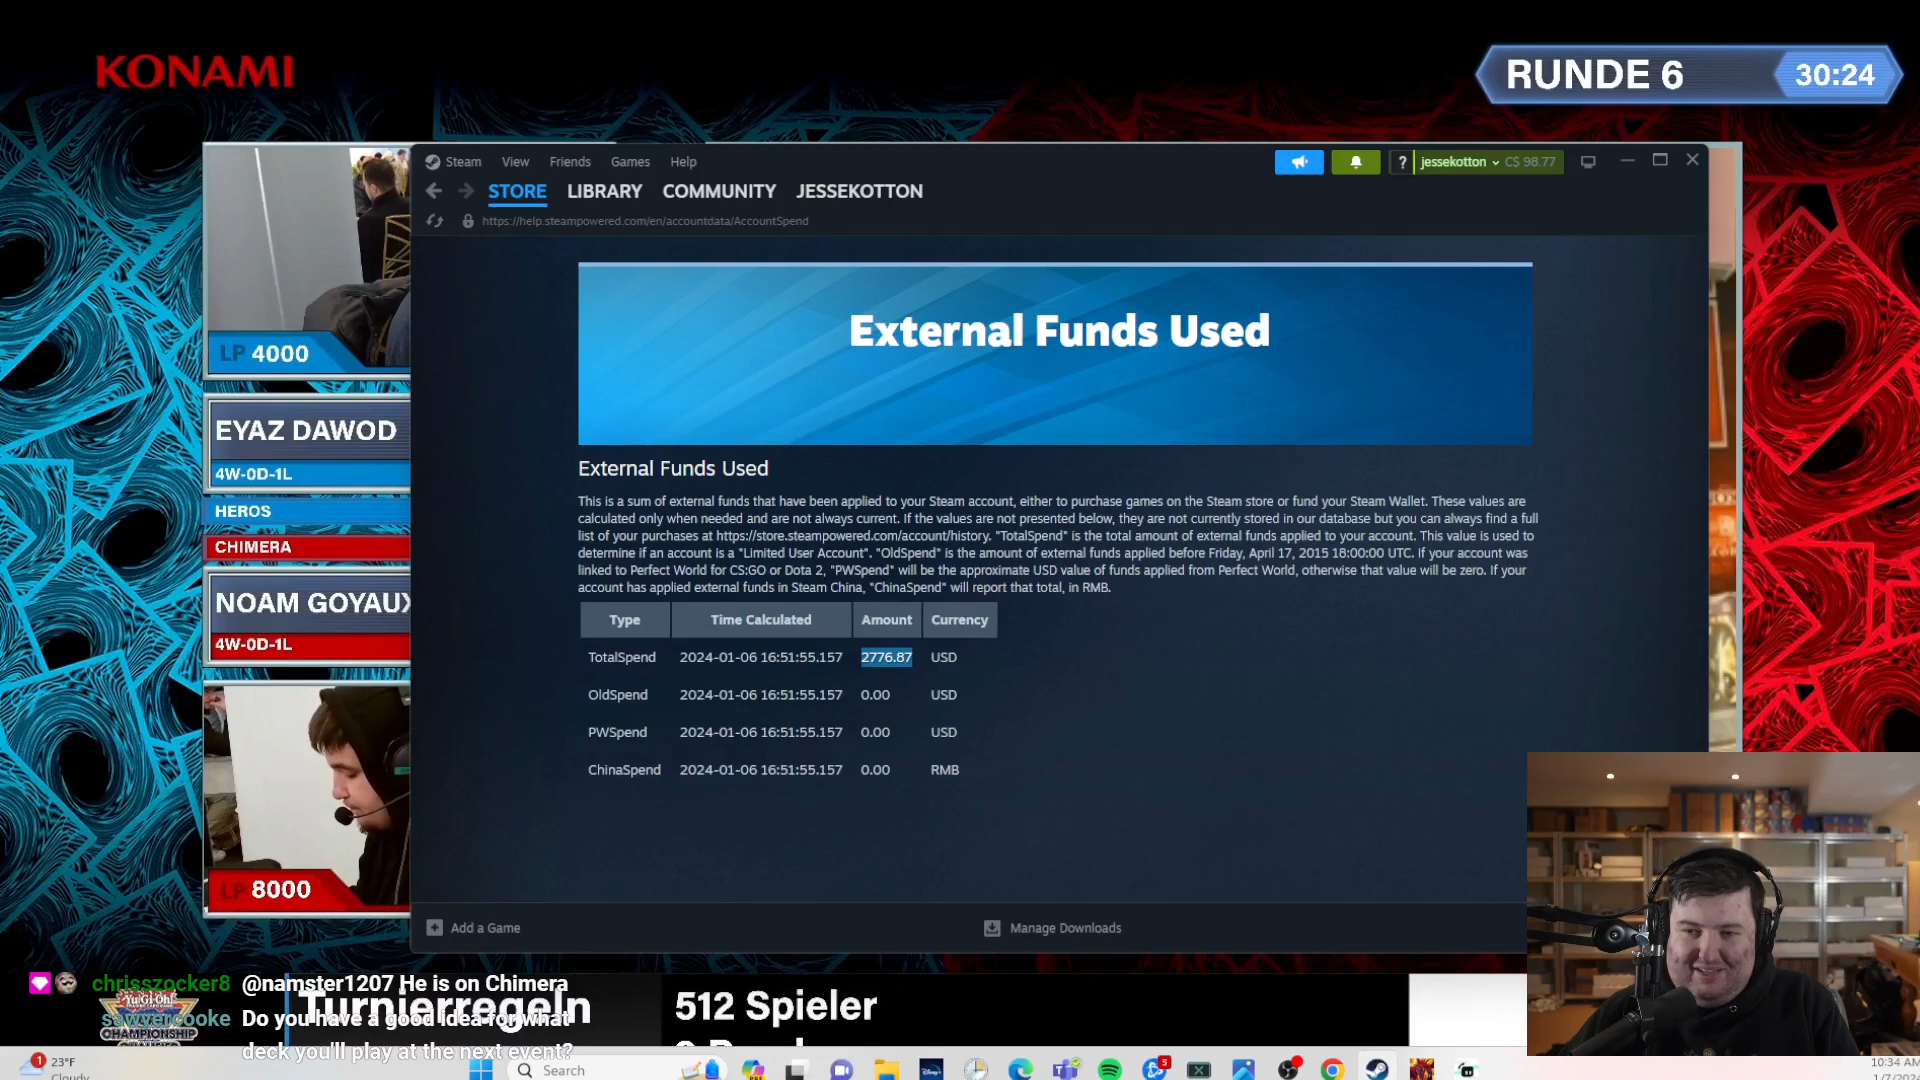 KONAMI
RUNDE 6
30:24
Steam View Friends Games Help
? jessekotton C$ 98.77
STORE LIBRARY COMMUNITY JESSEKOTTON
https://help.steampowered.com/en/accountdata/AccountSpend
LP 4000
EYAZ DAWOD
4W-0D-1L
HEROS
CHIMERA
NOAM GOYAUX
4W-0D-1L
LP 8000
External Funds Used
External Funds Used
This is a sum of external funds that have been applied to your Steam account, either to purchase games on the Steam store or fund your Steam Wallet. These values are
calculated only when needed and are not always current. If the values are not presented below, they are not currently stored in our database but you can always find a full
list of your purchases at https://store.steampowered.com/account/history. "TotalSpend" is the total amount of external funds applied to your account. This value is used to
determine if an account is a "Limited User Account". "OldSpend" is the amount of external funds applied before Friday, April 17, 2015 18:00:00 UTC. If your account was
linked to Perfect World for CS:GO or Dota 2, "PWSpend" will be the approximate USD value of funds applied from Perfect World, otherwise that value will be zero. If your
account has applied external funds in Steam China, "ChinaSpend" will report that total, in RMB.
Type Time Calculated Amount Currency
TotalSpend 2024-01-06 16:51:55.157 2776.87 USD
OldSpend 2024-01-06 16:51:55.157 0.00 USD
PWSpend 2024-01-06 16:51:55.157 0.00 USD
ChinaSpend 2024-01-06 16:51:55.157 0.00 RMB
Add a Game
Manage Downloads
chrisszocker8 @namster1207 He is on Chimera
sawyercooke Do you have a good idea for what
deck you'll play at the next event?
Yu-Gi-Oh!
CHAMPIONSHIP
Turnierregeln
512 Spieler
1
23°F
Cloudy
Search
5
10:34 AM